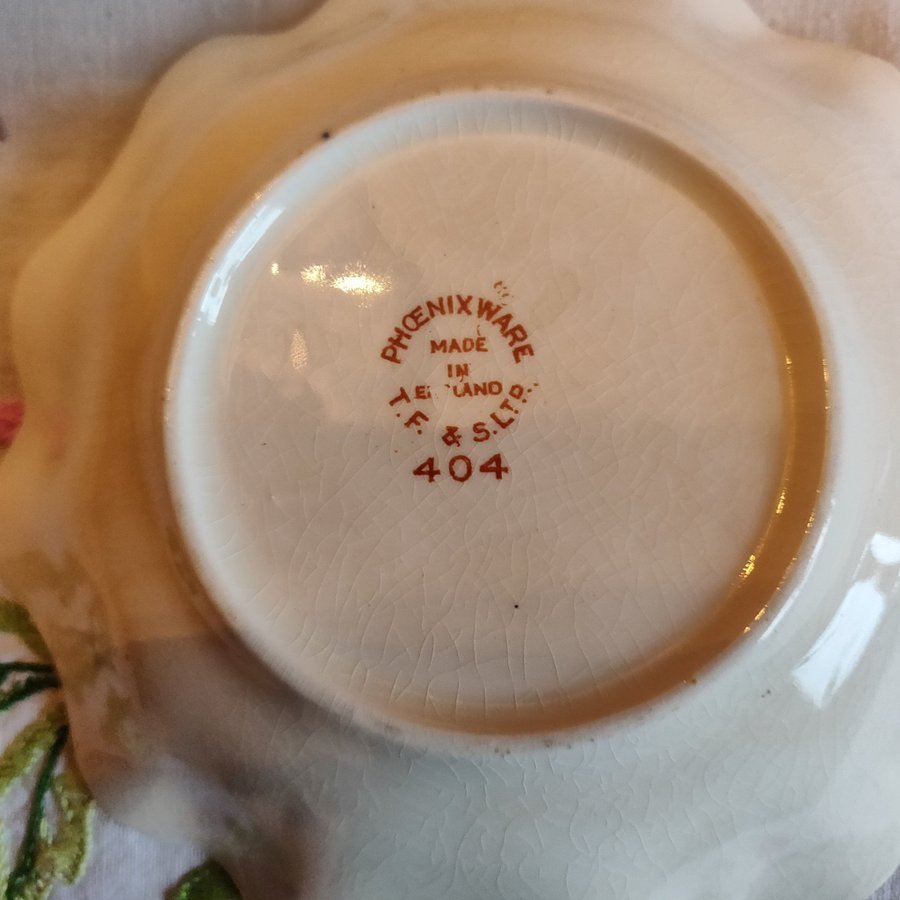 PHŒNIX WARE
MADE
IN
ENGLAND
T.F. & S. LTD.
404